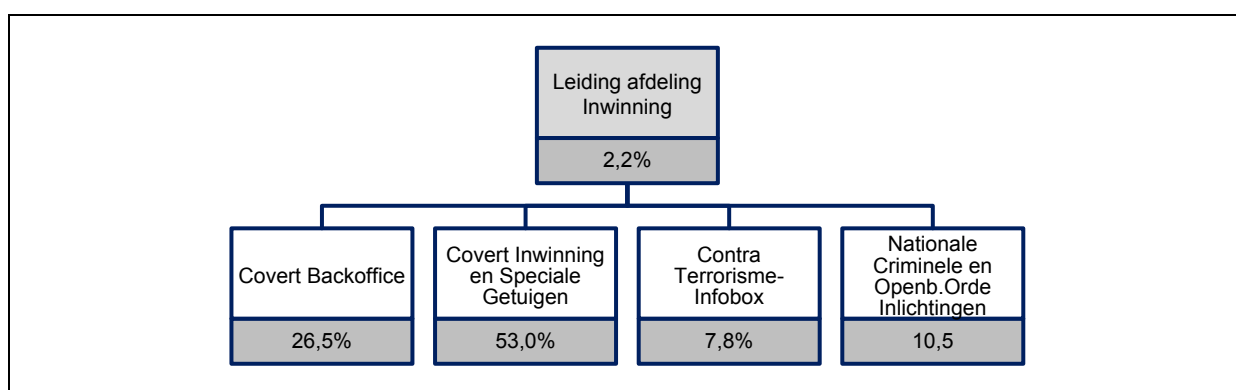 Leiding afdeling
Inwinning
2,2%
Covert Backoffice
26,5%
Covert Inwinning
en Speciale
Getuigen
53,0%
Contra
Terrorisme-
Infobox
7,8%
Nationale
Criminele en
Openb.Orde
Inlichtingen
10,5